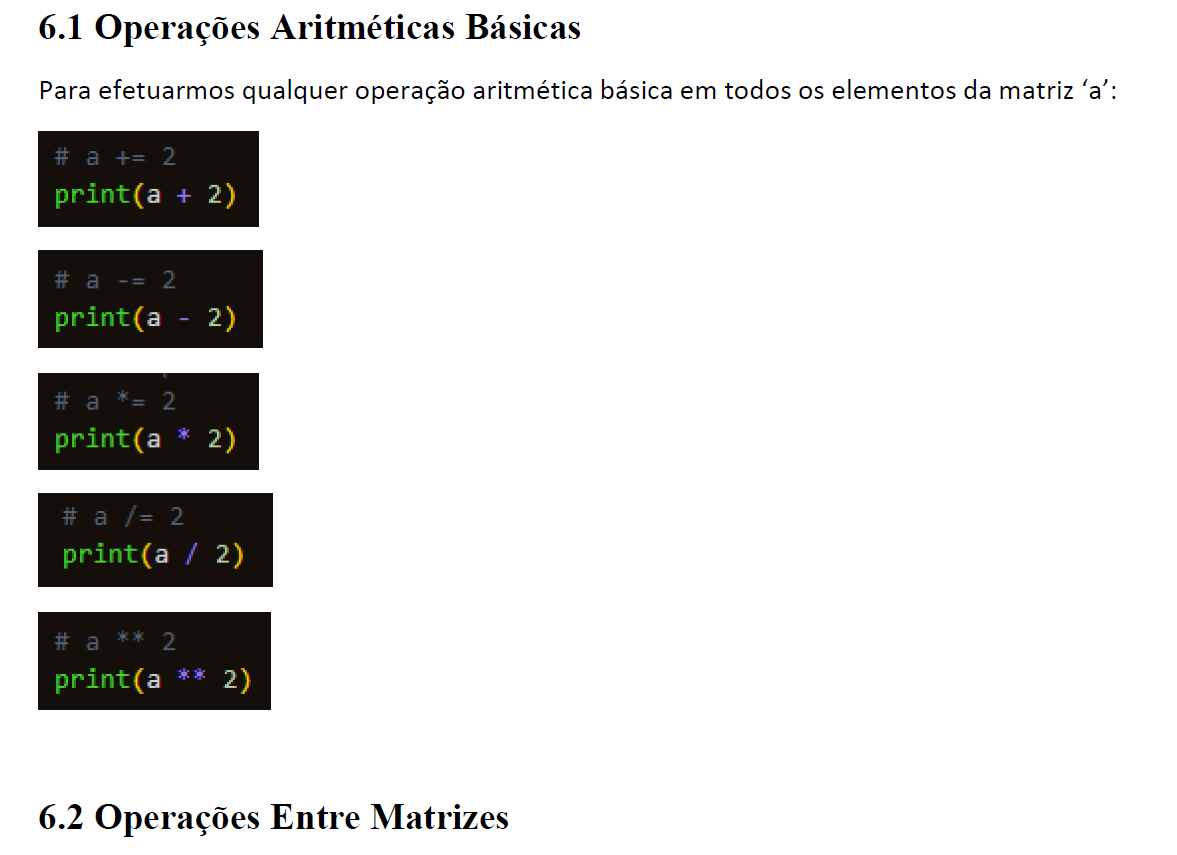 6.1 Operações Aritméticas Básicas
Para efetuarmos qualquer operação aritmética básica em todos os elementos da matriz ‘a’:
# a += 2
print(a + 2)
# a -= 2
print(a - 2)
# a *= 2
print(a * 2)
# a /= 2
print(a / 2)
# a ** 2
print(a ** 2)
6.2 Operações Entre Matrizes